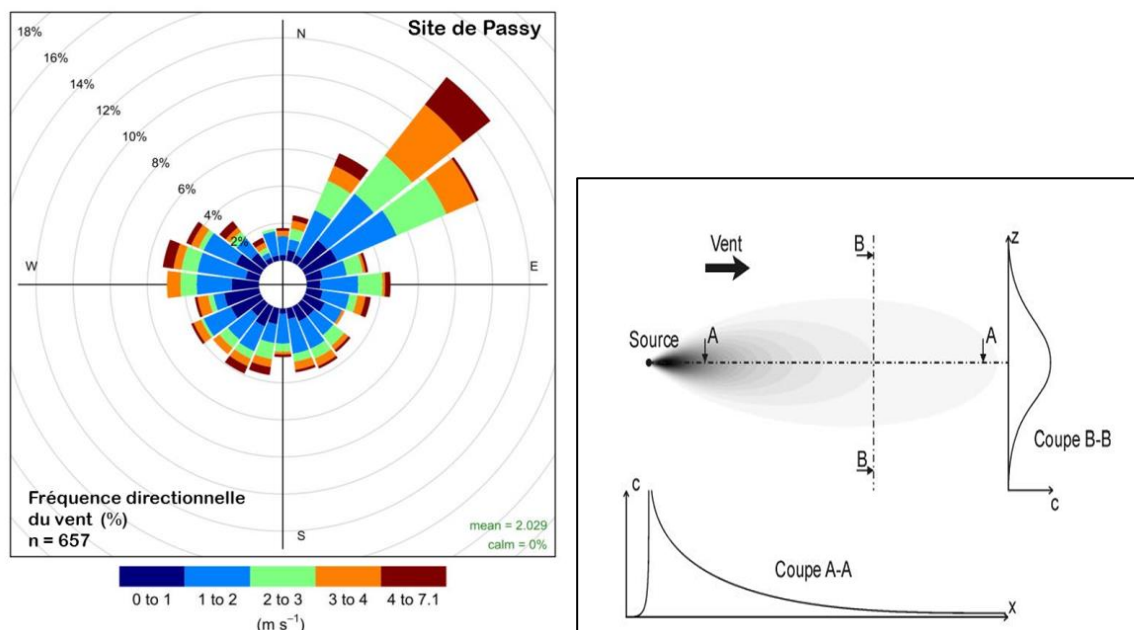 Site de Passy
18%
16%
14%
12%
10%
8%
6%
4%
2%
N
W
E
S
Fréquence directionnelle
du vent (%)
n = 657
mean = 2.029
calm = 0%
0 to 1 1 to 2 2 to 3 3 to 4 4 to 7.1
(m s⁻¹)
Vent
B
z
Source
A
A
B
Coupe B-B
c
c
Coupe A-A
x